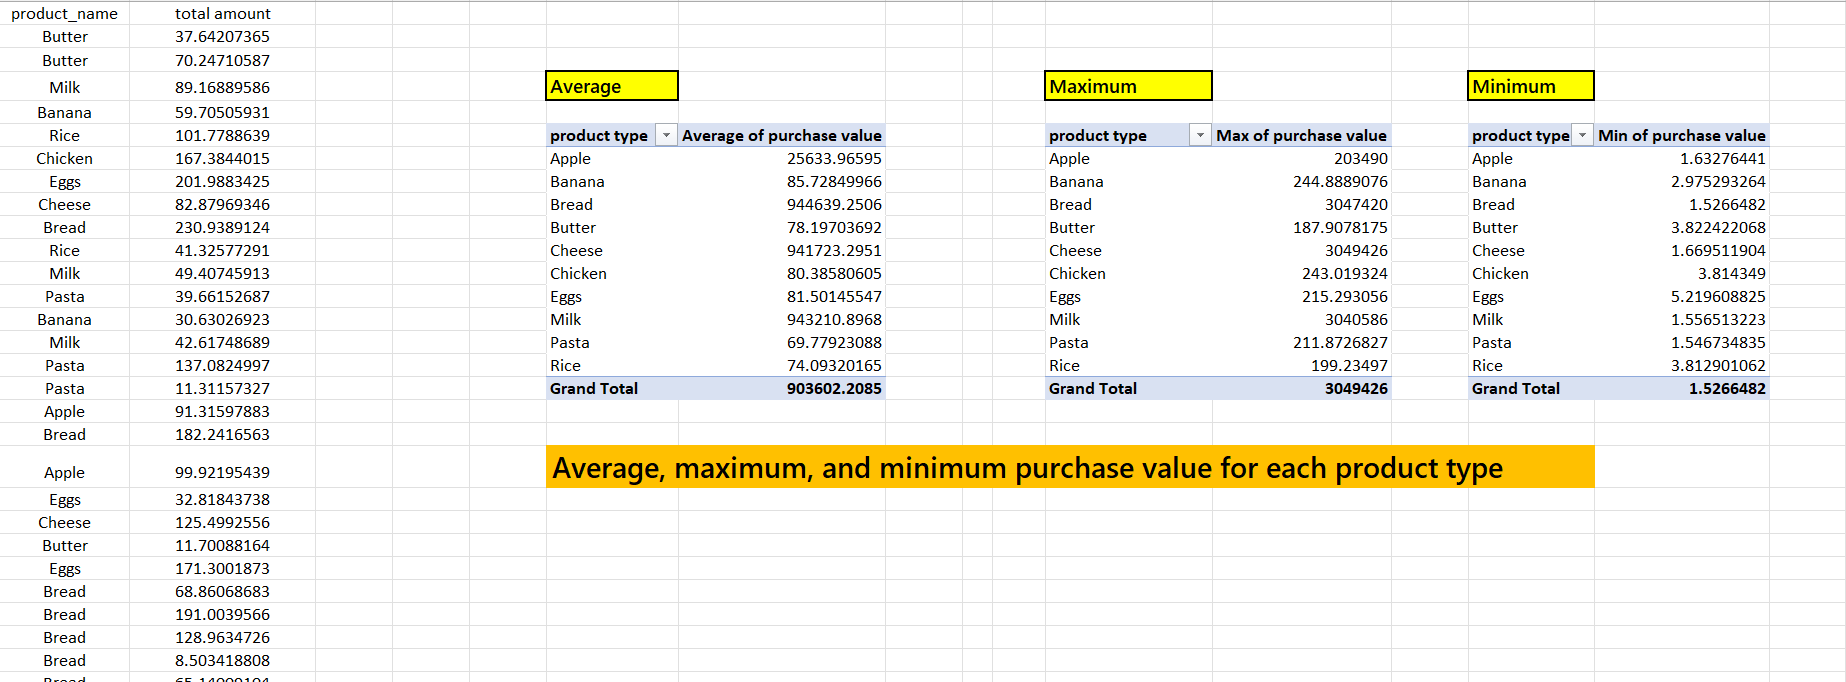 product_name total amount
Butter 37.64207365
Butter 70.24710587
Milk 89.16889586 Average Maximum Minimum
Banana 59.70505931
Rice 101.7788639 product type Average of purchase value product type Max of purchase value product type Min of purchase value
Chicken 167.3844015 Apple 25633.96595 Apple 203490 Apple 1.63276441
Eggs 201.9883425 Banana 85.72849966 Banana 244.8889076 Banana 2.975293264
Cheese 82.87969346 Bread 944639.2506 Bread 3047420 Bread 1.5266482
Bread 230.9389124 Butter 78.19703692 Butter 187.9078175 Butter 3.822422068
Rice 41.32577291 Cheese 941723.2951 Cheese 3049426 Cheese 1.669511904
Milk 49.40745913 Chicken 80.38580605 Chicken 243.019324 Chicken 3.814349
Pasta 39.66152687 Eggs 81.50145547 Eggs 215.293056 Eggs 5.219608825
Banana 30.63026923 Milk 943210.8968 Milk 3040586 Milk 1.556513223
Milk 42.61748689 Pasta 69.77923088 Pasta 211.8726827 Pasta 1.546734835
Pasta 137.0824997 Rice 74.09320165 Rice 199.23497 Rice 3.812901062
Pasta 11.31157327 Grand Total 903602.2085 Grand Total 3049426 Grand Total 1.5266482
Apple 91.31597883
Bread 182.2416563
Apple 99.92195439 Average, maximum, and minimum purchase value for each product type
Eggs 32.81843738
Cheese 125.4992556
Butter 11.70088164
Eggs 171.3001873
Bread 68.86068683
Bread 191.0039566
Bread 128.9634726
Bread 8.503418808
Bread